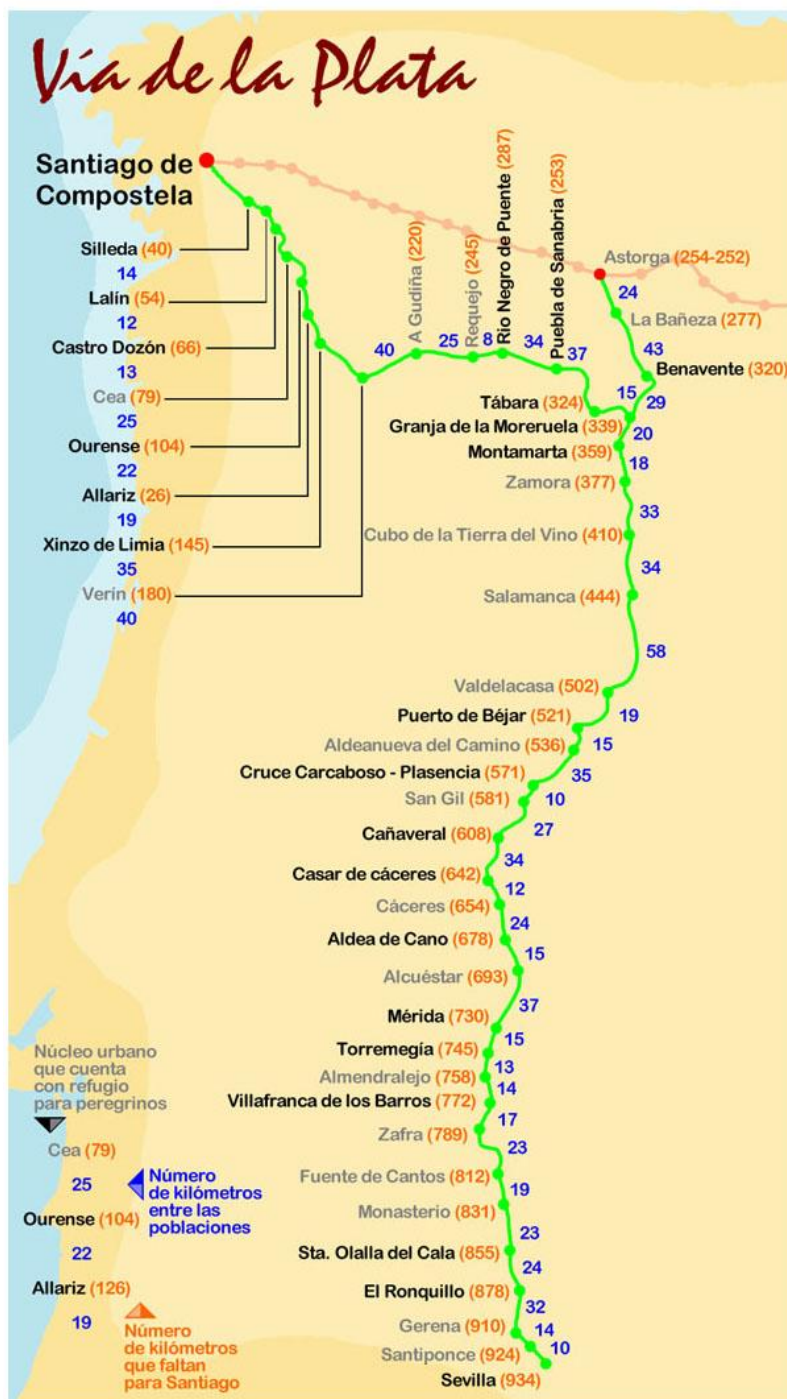 Vía de la Plata
Santiago de
Compostela
Silleda (40)
14
Lalín (54)
12
Castro Dozón (66)
13
Cea (79)
25
Ourense (104)
22
Allariz (26)
19
Xinzo de Limia (145)
35
Verín (180)
40
40
A Gudiña (220)
25
Requejo (245)
8
Rio Negro de Puente (287)
34
Puebla de Sanabria (253)
37
Astorga (254-252)
24
La Bañeza (277)
43
Benavente (320)
29
Tábara (324)
15
Granja de la Moreruela (339)
20
Montamarta (359)
18
Zamora (377)
33
Cubo de la Tierra del Vino (410)
34
Salamanca (444)
58
Valdelacasa (502)
19
Puerto de Béjar (521)
15
Aldeanueva del Camino (536)
35
Cruce Carcaboso - Plasencia (571)
10
San Gil (581)
27
Cañaveral (608)
34
Casar de cáceres (642)
12
Cáceres (654)
24
Aldea de Cano (678)
15
Alcuéstar (693)
37
Mérida (730)
15
Torremegía (745)
13
Almendralejo (758)
14
Villafranca de los Barros (772)
17
Zafra (789)
23
Fuente de Cantos (812)
19
Monasterio (831)
23
Sta. Olalla del Cala (855)
24
El Ronquillo (878)
32
Gerena (910)
14
Santiponce (924)
10
Sevilla (934)
Núcleo urbano
que cuenta
con refugio
para peregrinos
Cea (79)
25
Ourense (104)
22
Allariz (126)
19
Número
de kilómetros
entre las
poblaciones
Número
de kilómetros
que faltan
para Santiago